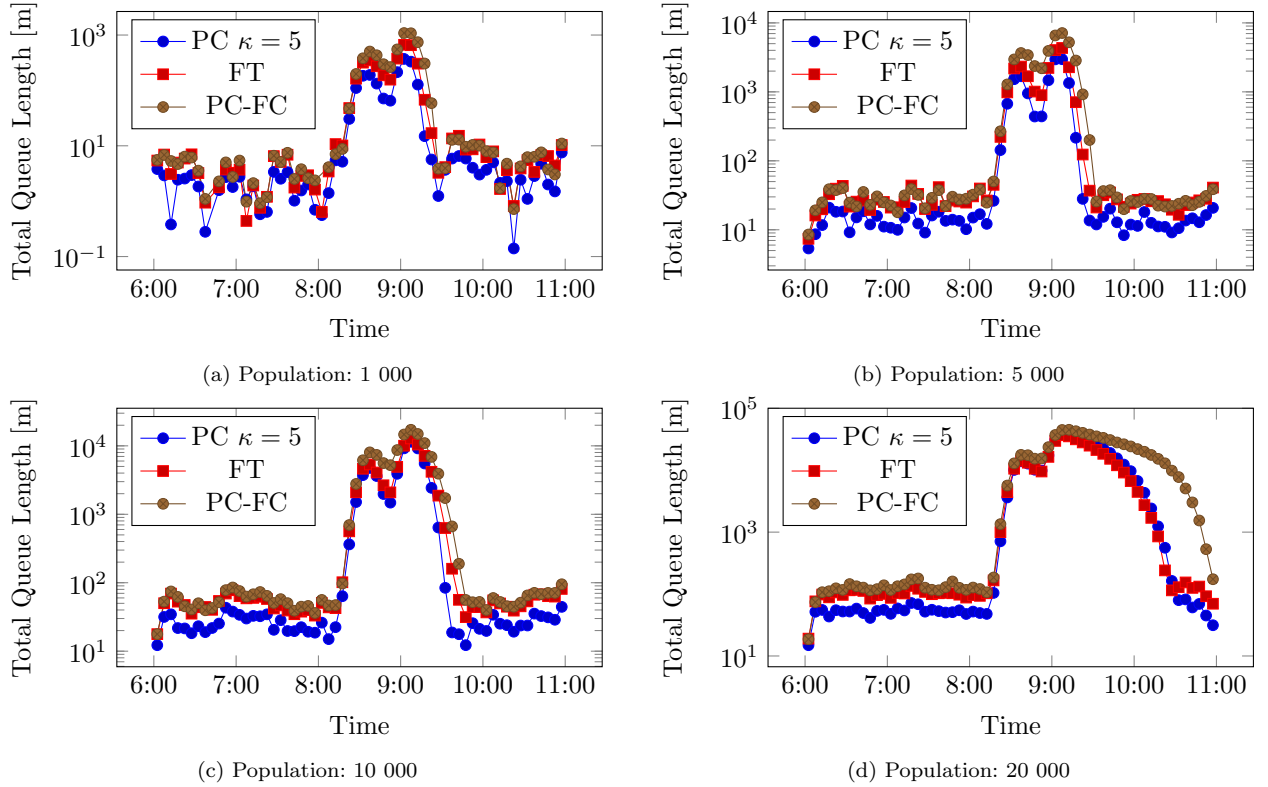 Total Queue Length [m]
10³
10¹
10⁻¹
PC κ = 5
FT
PC-FC
6:00 7:00 8:00 9:00 10:00 11:00
Time
(a) Population: 1 000
Total Queue Length [m]
10⁴
10³
10²
10¹
PC κ = 5
FT
PC-FC
6:00 7:00 8:00 9:00 10:00 11:00
Time
(b) Population: 5 000
Total Queue Length [m]
10⁴
10³
10²
10¹
PC κ = 5
FT
PC-FC
6:00 7:00 8:00 9:00 10:00 11:00
Time
(c) Population: 10 000
Total Queue Length [m]
10⁵
10³
10¹
PC κ = 5
FT
PC-FC
6:00 7:00 8:00 9:00 10:00 11:00
Time
(d) Population: 20 000